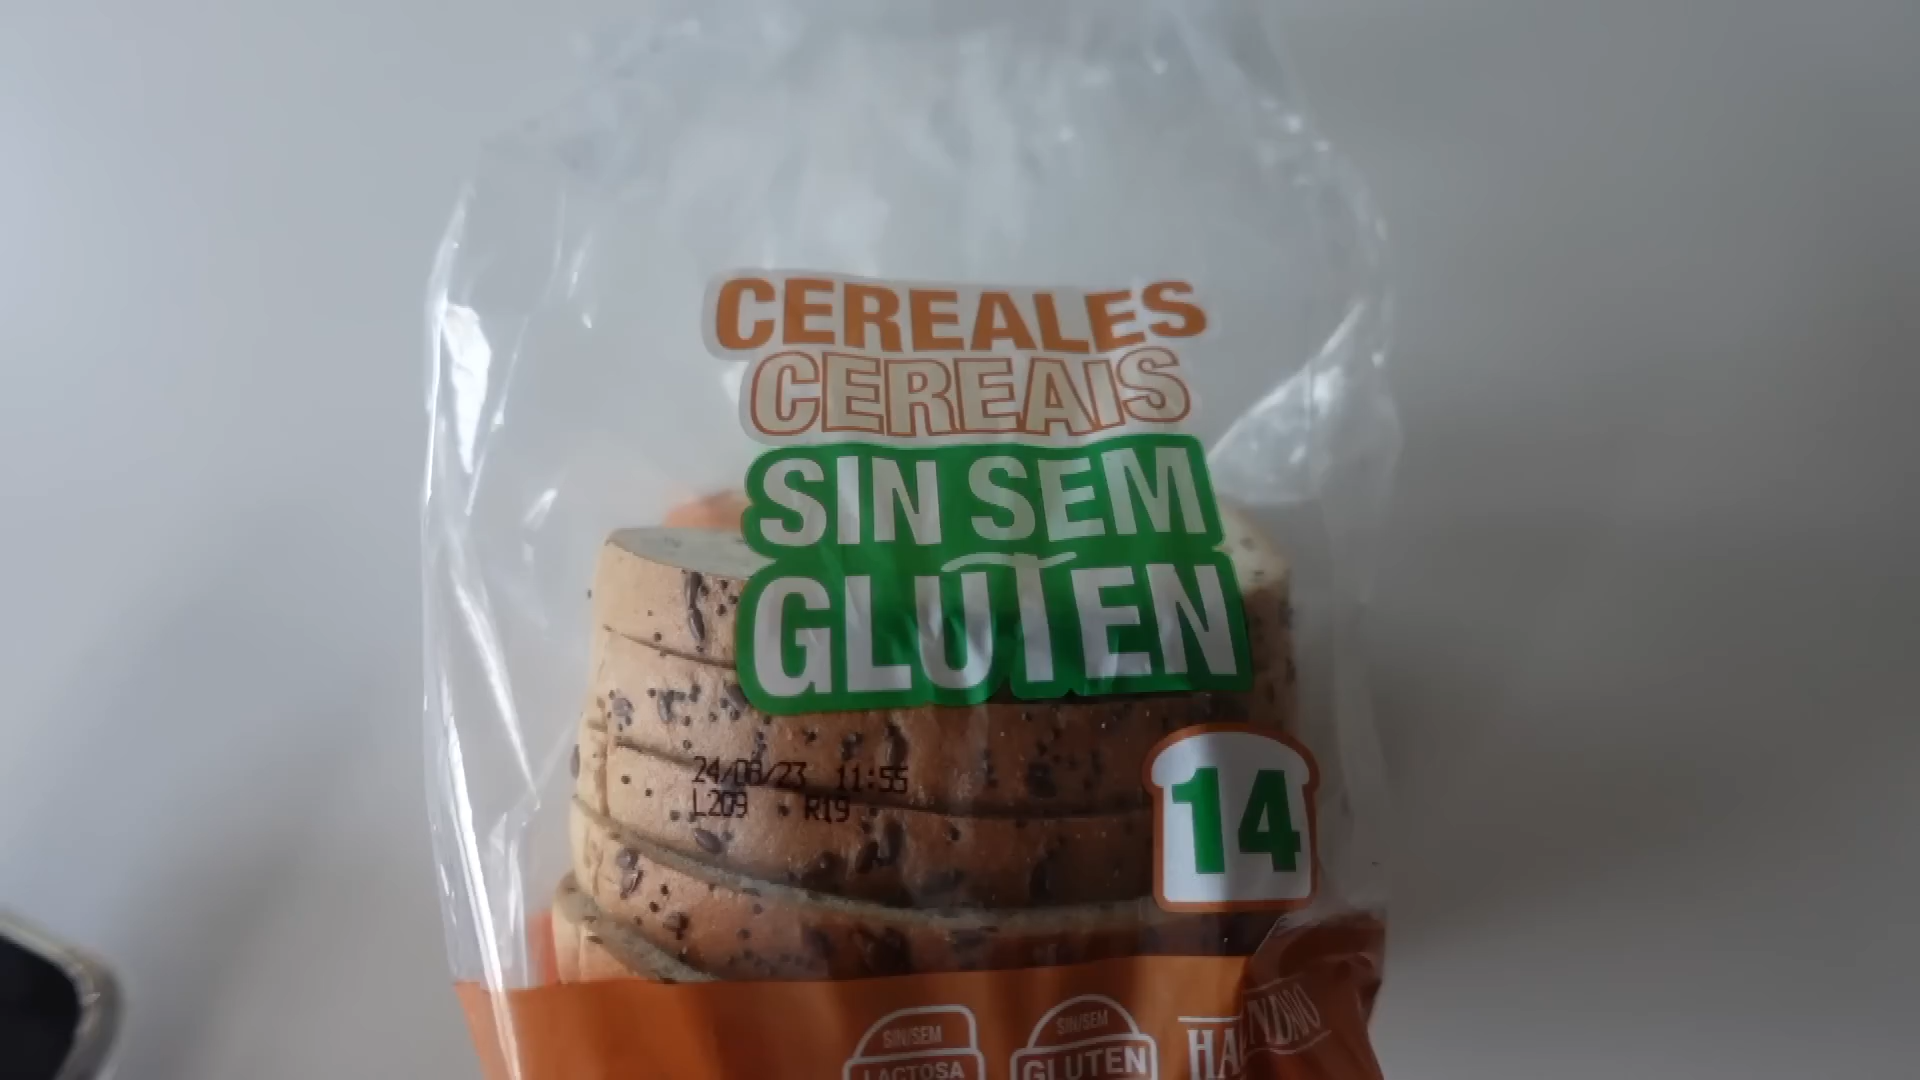 CEREALES
CEREAIS
SIN SEM
GLUTEN
24/08/23 11:55
L209 R19
14
SIN/SEM
LACTOSA
SIN/SEM
GLUTEN